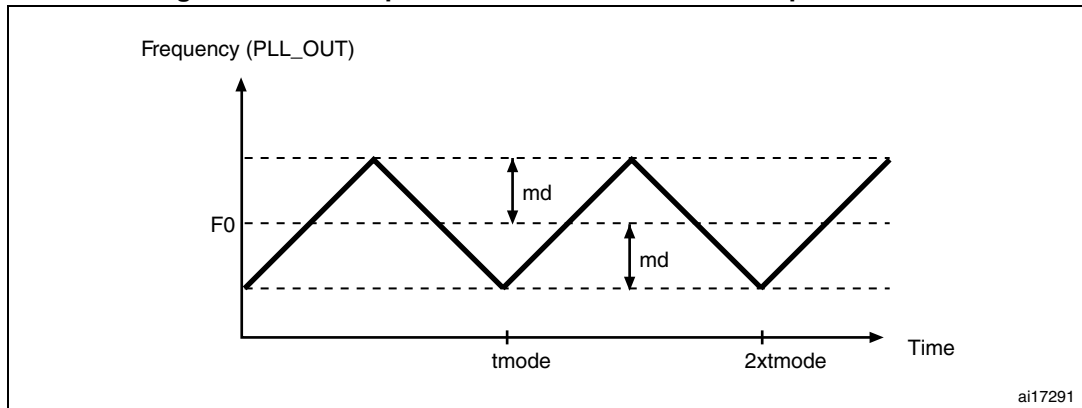 Frequency (PLL_OUT)
md
F0
md
tmode
2xtmode
Time
ai17291